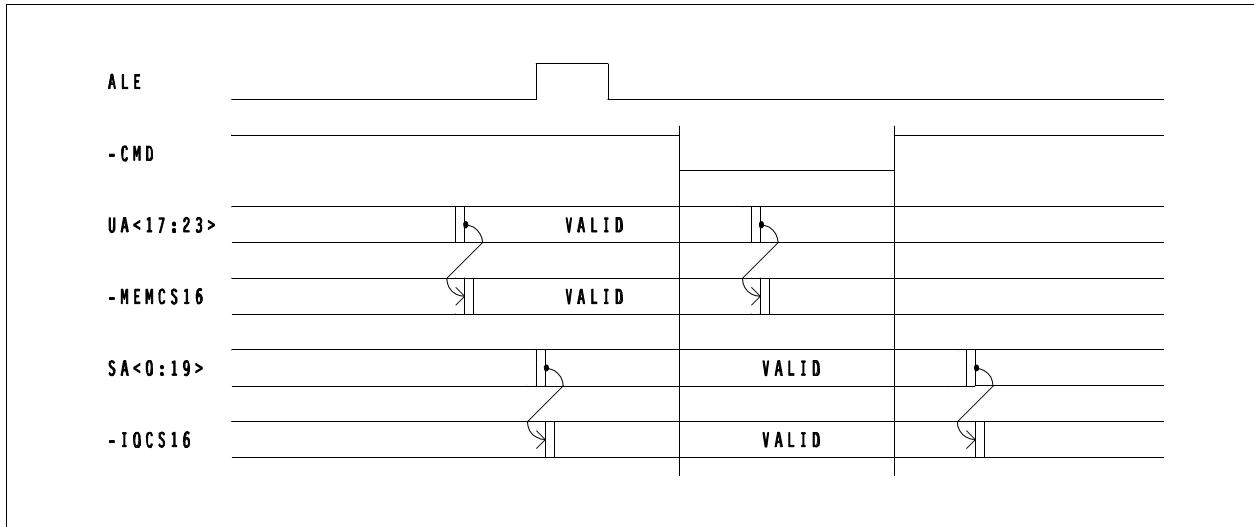 ALE
-CMD
UA<17:23> VALID
-MEMCS16 VALID
SA<0:19> VALID
-IOCS16 VALID